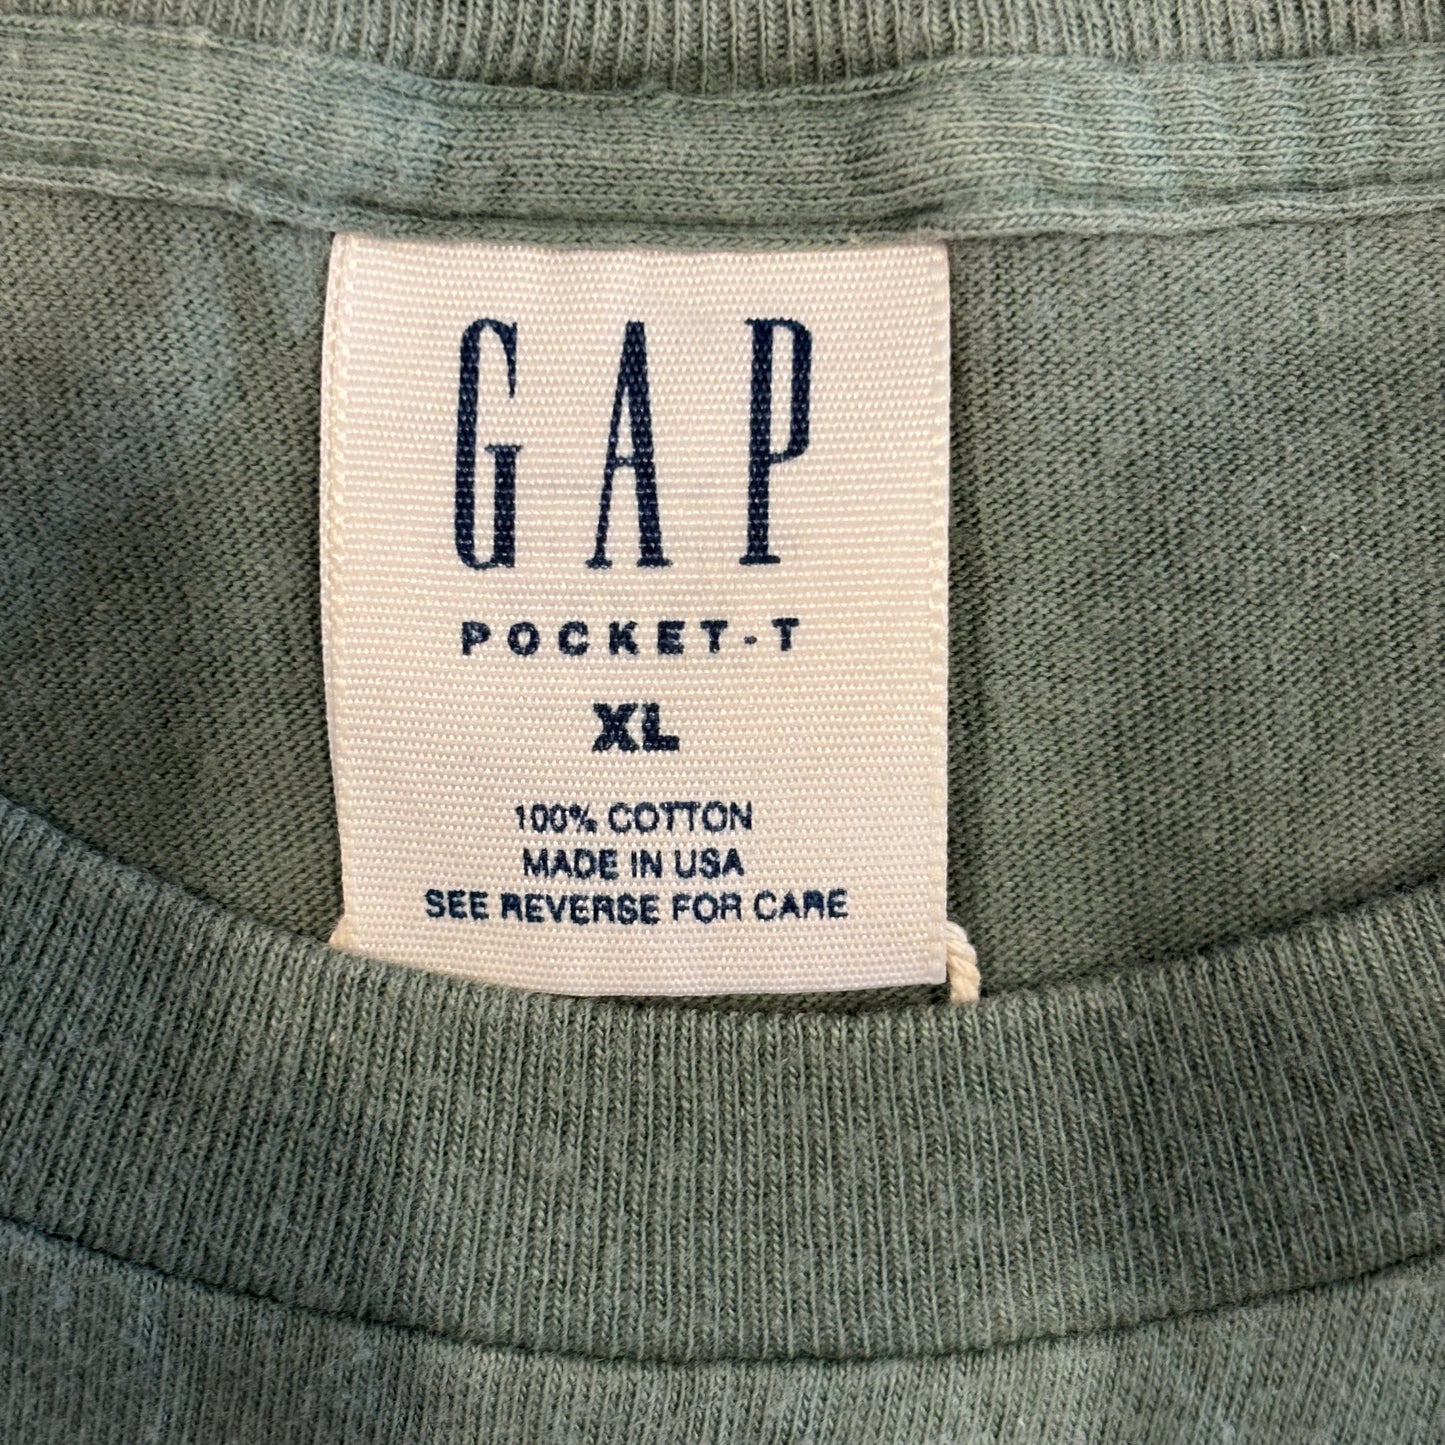 GAP
POCKET-T
XL
100% COTTON
MADE IN USA
SEE REVERSE FOR CARE